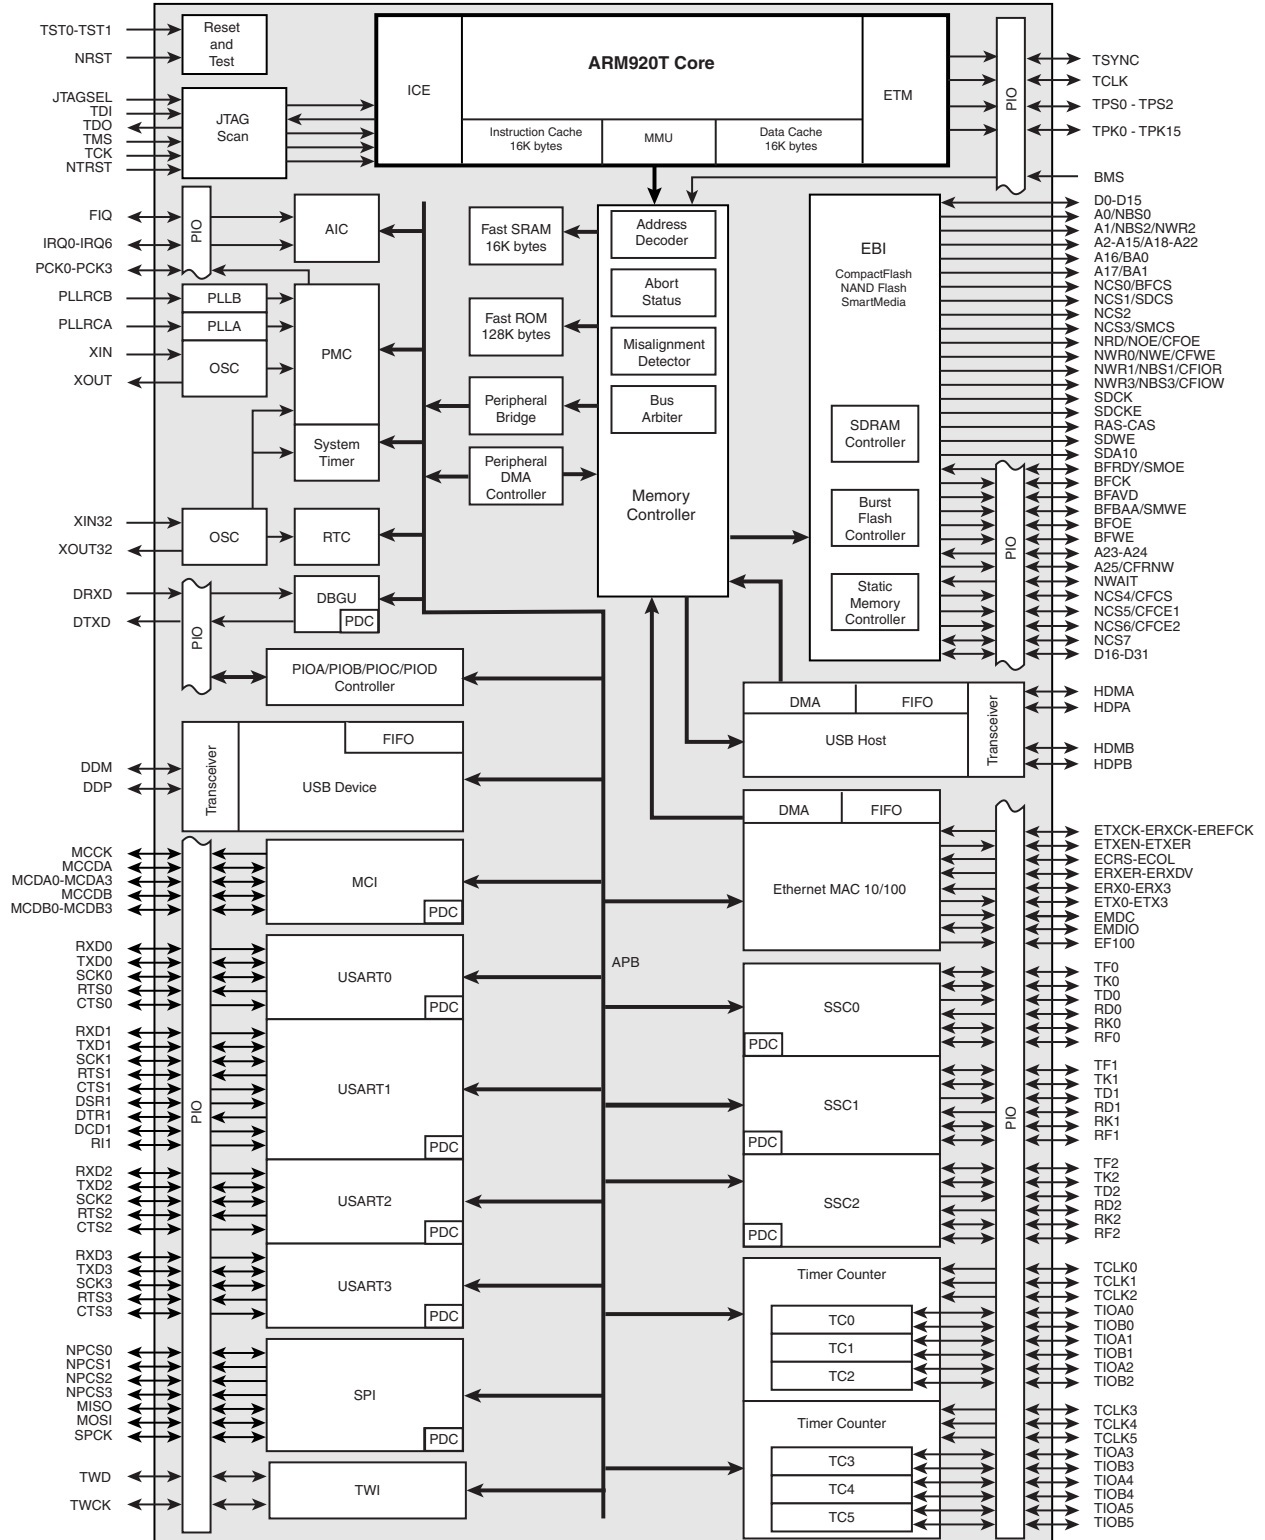 TST0-TST1
NRST
Reset
and
Test
JTAGSEL
TDI
TDO
TMS
TCK
NTRST
JTAG
Scan
ICE
ARM920T Core
Instruction Cache
16K bytes
MMU
Data Cache
16K bytes
ETM
PIO
TSYNC
TCLK
TPS0 - TPS2
TPK0 - TPK15
BMS
FIQ
IRQ0-IRQ6
PCK0-PCK3
PIO
AIC
PLLRCB
PLLRCA
XIN
XOUT
PLLB
PLLA
OSC
PMC
System
Timer
XIN32
XOUT32
OSC
RTC
DRXD
DTXD
PIO
DBGU
PDC
PIOA/PIOB/PIOC/PIOD
Controller
Fast SRAM
16K bytes
Fast ROM
128K bytes
Peripheral
Bridge
Peripheral
DMA
Controller
Address
Decoder
Abort
Status
Misalignment
Detector
Bus
Arbiter
Memory
Controller
EBI
CompactFlash
NAND Flash
SmartMedia
SDRAM
Controller
Burst
Flash
Controller
Static
Memory
Controller
D0-D15
A0/NBS0
A1/NBS2/NWR2
A2-A15/A18-A22
A16/BA0
A17/BA1
NCS0/BFCS
NCS1/SDCS
NCS2
NCS3/SMCS
NRD/NOE/CFOE
NWR0/NWE/CFWE
NWR1/NBS1/CFIOR
NWR3/NBS3/CFIOW
SDCK
SDCKE
RAS-CAS
SDWE
SDA10
PIO
BFRDY/SMOE
BFCK
BFAVD
BFBAA/SMWE
BFOE
BFWE
A23-A24
A25/CFRNW
NWAIT
NCS4/CFCS
NCS5/CFCE1
NCS6/CFCE2
NCS7
D16-D31
DMA
FIFO
USB Host
Transceiver
HDMA
HDPA
HDMB
HDPB
DDM
DDP
Transceiver
FIFO
USB Device
DMA
FIFO
Ethernet MAC 10/100
ETXCK-ERXCK-EREFCK
ETXEN-ETXER
ECRS-ECOL
ERXER-ERXDV
ERX0-ERX3
ETX0-ETX3
EMDC
EMDIO
EF100
MCCK
MCCDA
MCDA0-MCDA3
MCCDB
MCDB0-MCDB3
MCI
PDC
RXD0
TXD0
SCK0
RTS0
CTS0
USART0
PDC
APB
RXD1
TXD1
SCK1
RTS1
CTS1
DSR1
DTR1
DCD1
RI1
PIO
USART1
PDC
RXD2
TXD2
SCK2
RTS2
CTS2
USART2
PDC
RXD3
TXD3
SCK3
RTS3
CTS3
USART3
PDC
NPCS0
NPCS1
NPCS2
NPCS3
MISO
MOSI
SPCK
SPI
PDC
TWD
TWCK
TWI
SSC0
PDC
TF0
TK0
TD0
RD0
RK0
RF0
SSC1
PDC
PIO
TF1
TK1
TD1
RD1
RK1
RF1
SSC2
PDC
TF2
TK2
TD2
RD2
RK2
RF2
Timer Counter
TC0
TC1
TC2
TCLK0
TCLK1
TCLK2
TIOA0
TIOB0
TIOA1
TIOB1
TIOA2
TIOB2
Timer Counter
TC3
TC4
TC5
TCLK3
TCLK4
TCLK5
TIOA3
TIOB3
TIOA4
TIOB4
TIOA5
TIOB5